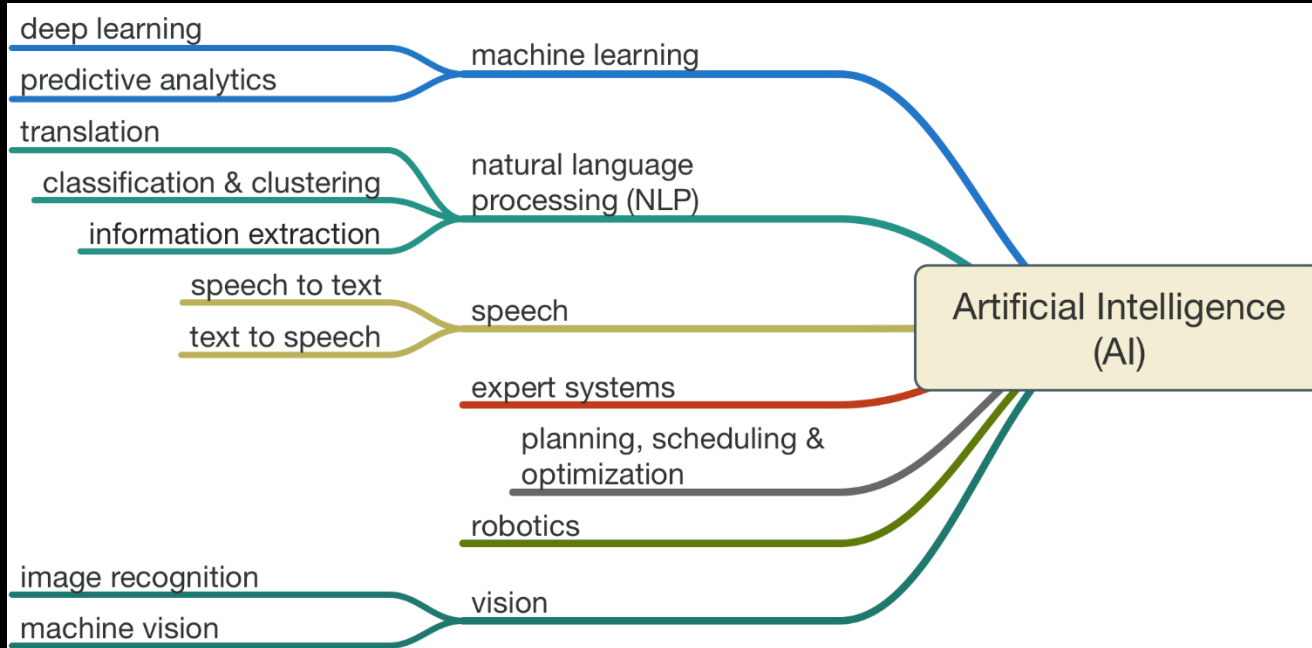 deep learning
predictive analytics
machine learning
translation
classification & clustering
information extraction
natural language
processing (NLP)
speech to text
text to speech
speech
expert systems
planning, scheduling &
optimization
robotics
image recognition
machine vision
vision
Artificial Intelligence
(AI)